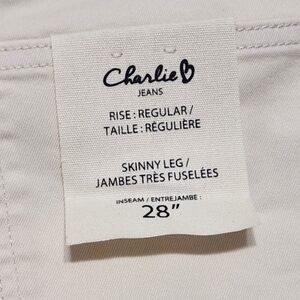 Charlie B
JEANS
RISE : REGULAR /
TAILLE : RÉGULIÈRE
SKINNY LEG /
JAMBES TRÈS FUSELÉES
INSEAM / ENTREJAMBE :
28"